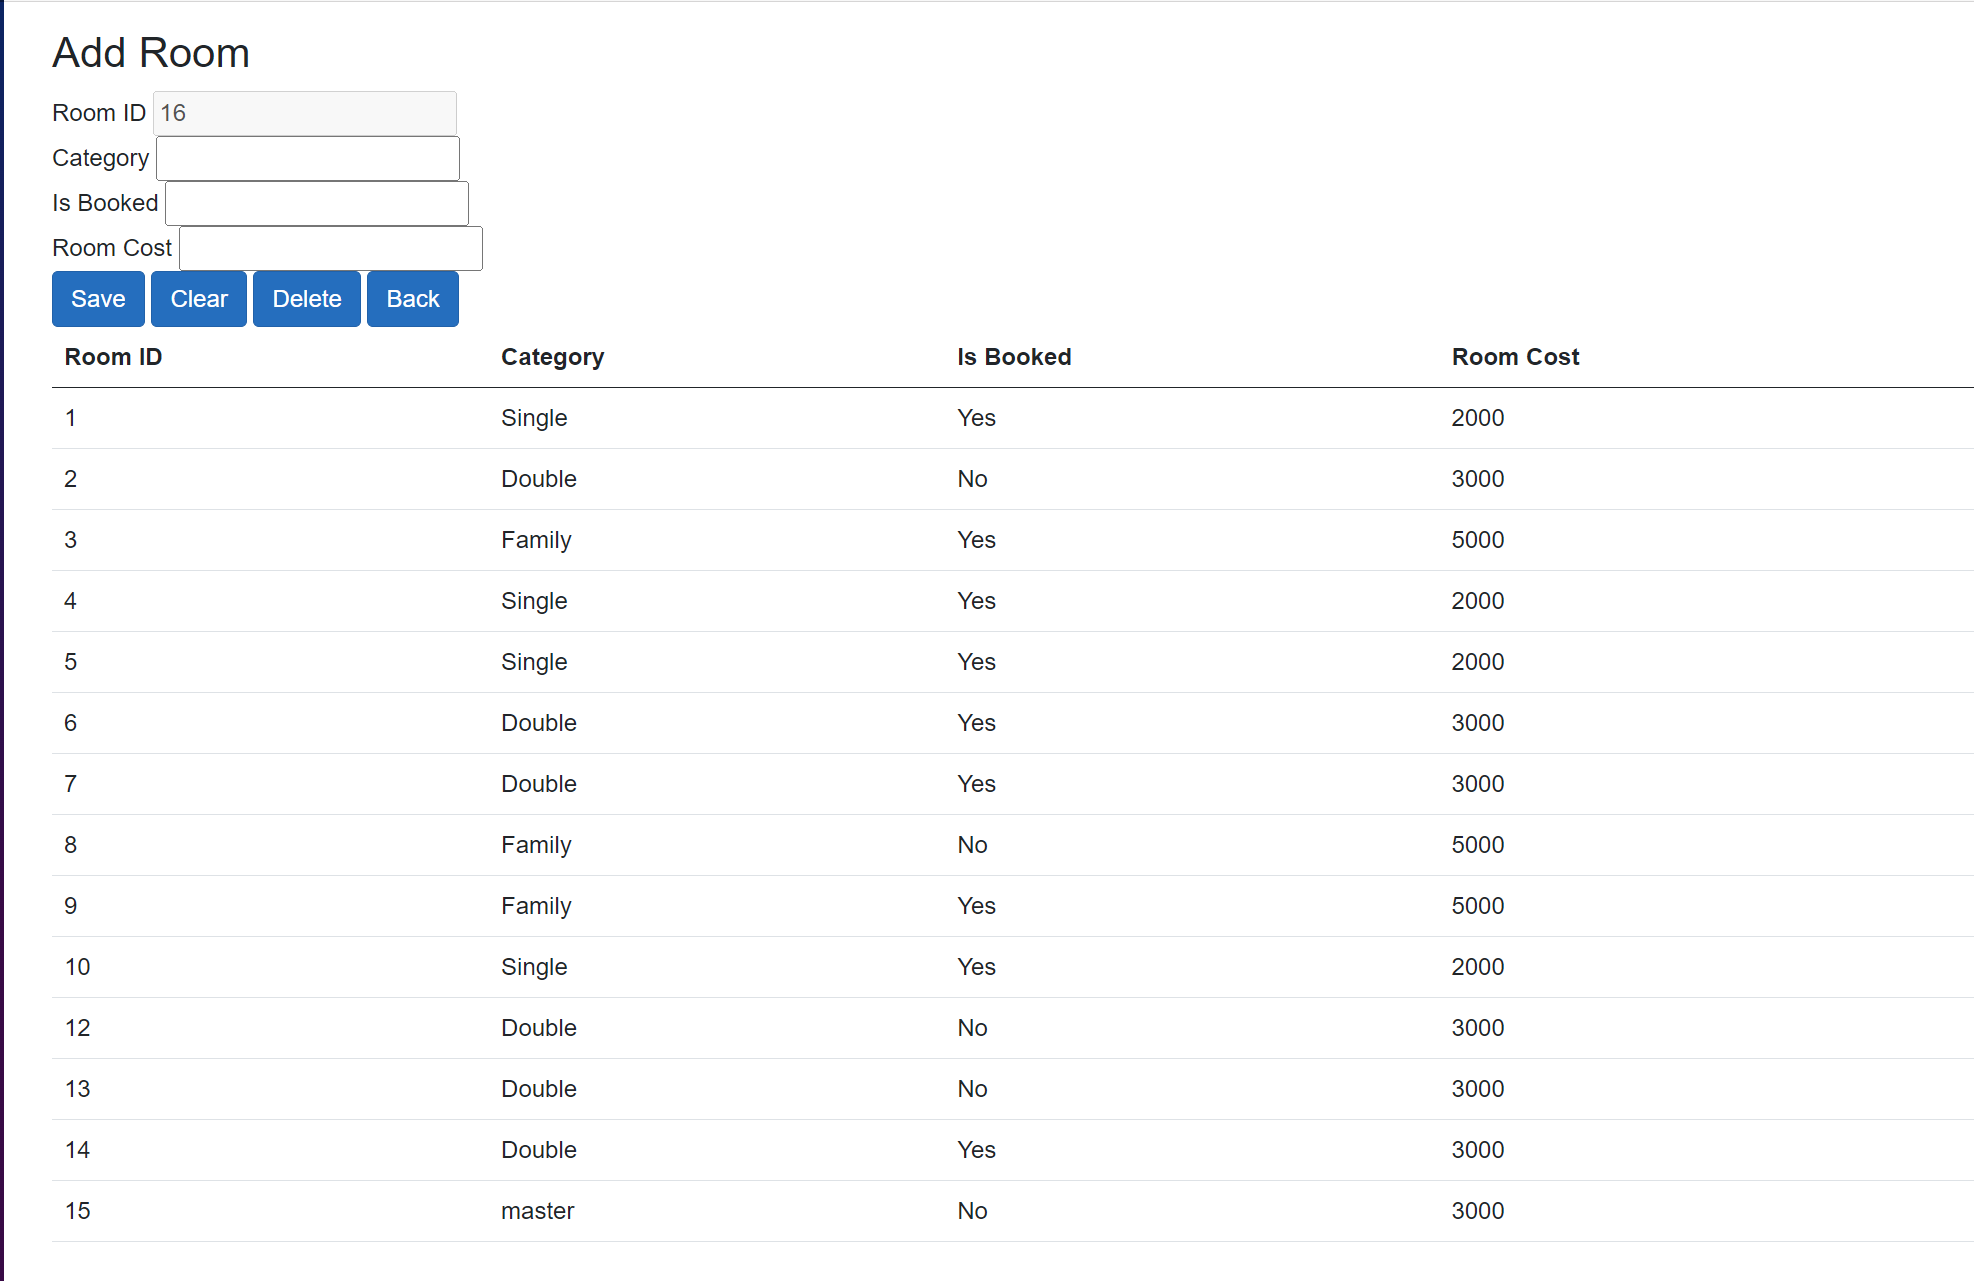 Add Room
Room ID 16
Category
Is Booked
Room Cost
Save Clear Delete Back
Room ID Category Is Booked Room Cost
1 Single Yes 2000
2 Double No 3000
3 Family Yes 5000
4 Single Yes 2000
5 Single Yes 2000
6 Double Yes 3000
7 Double Yes 3000
8 Family No 5000
9 Family Yes 5000
10 Single Yes 2000
12 Double No 3000
13 Double No 3000
14 Double Yes 3000
15 master No 3000